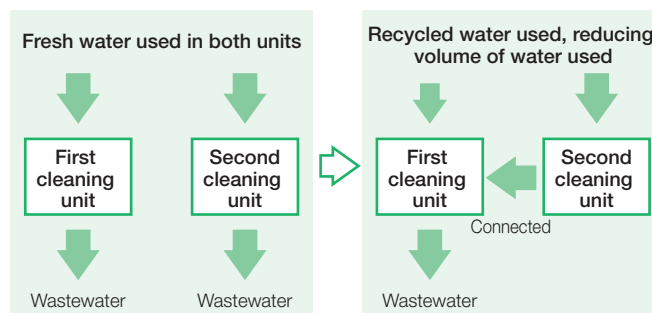 Fresh water used in both units
First
cleaning
unit
Second
cleaning
unit
Wastewater
Wastewater
Recycled water used, reducing
volume of water used
First
cleaning
unit
Second
cleaning
unit
Connected
Wastewater